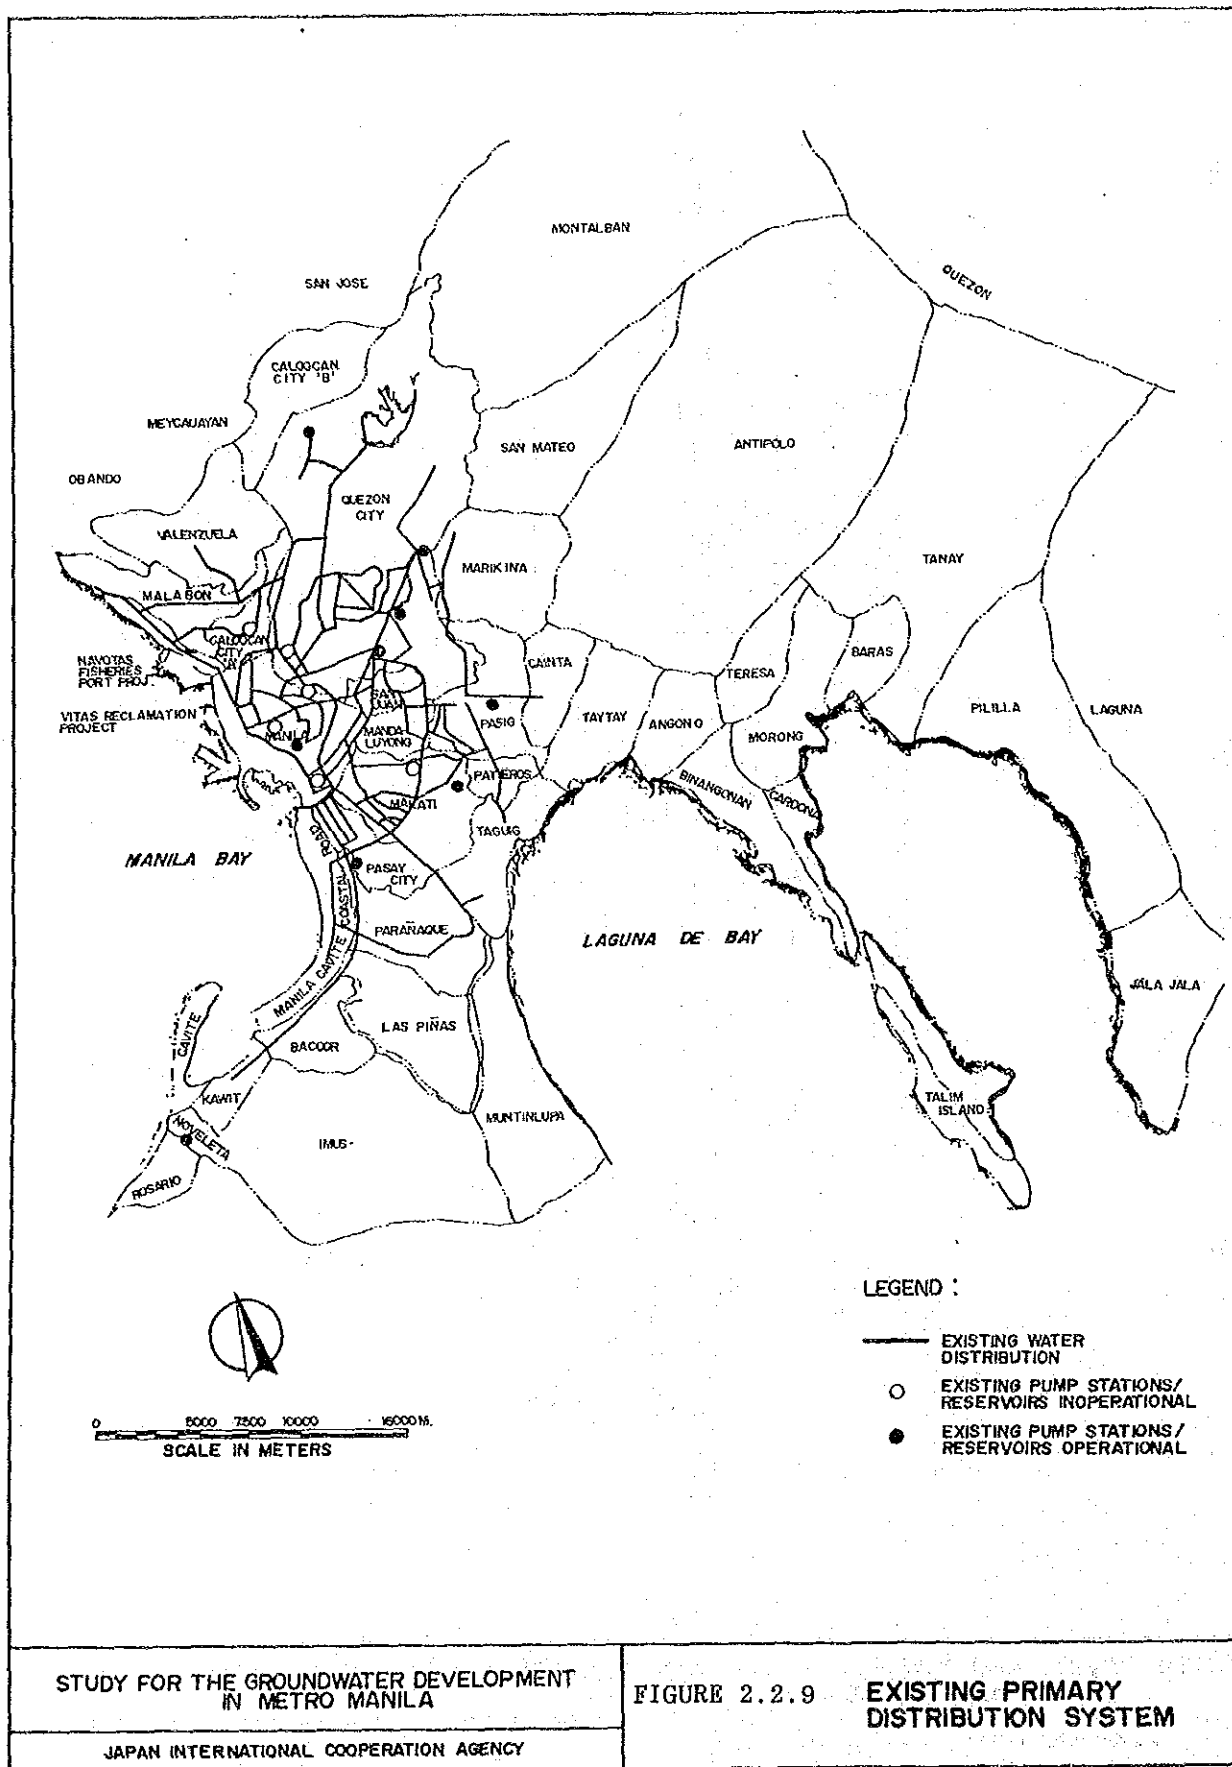 MONTALBAN
SAN JOSE
QUEZON
CALOOCAN
CITY 'B'
MEYCAUAYAN
OBANDO
SAN MATEO
ANTIPOLO
QUEZON
CITY
VALENZUELA
MARIKINA
TANAY
MALABON
CALOOCAN
CITY
'A'
NAVOTAS
FISHERIES
PORT PROJ.
CAINTA
TERESA
BARAS
SAN
JUAN
VITAS RECLAMATION
PROJECT
PASIG
TAYTAY
ANGONO
MORONG
PILILLA
LAGUNA
MANILA
MANDA
LUYONG
PATEROS
BINANGONAN
CARDONA
MAKATI
TAGUIG
MANILA BAY
PASAY
CITY
PARAÑAQUE
LAGUNA DE BAY
MANILA CAVITE COASTAL ROAD
JALA JALA
CAVITE
LAS PIÑAS
BACOOR
KAWIT
TALIM
ISLAND
MUNTINLUPA
NOVELETA
IMUS
ROSARIO
LEGEND :
EXISTING WATER
DISTRIBUTION
EXISTING PUMP STATIONS/
RESERVOIRS INOPERATIONAL
EXISTING PUMP STATIONS/
RESERVOIRS OPERATIONAL
0 5000 7500 10000 15000 M.
SCALE IN METERS
STUDY FOR THE GROUNDWATER DEVELOPMENT
IN METRO MANILA
JAPAN INTERNATIONAL COOPERATION AGENCY
FIGURE 2.2.9 EXISTING PRIMARY
DISTRIBUTION SYSTEM